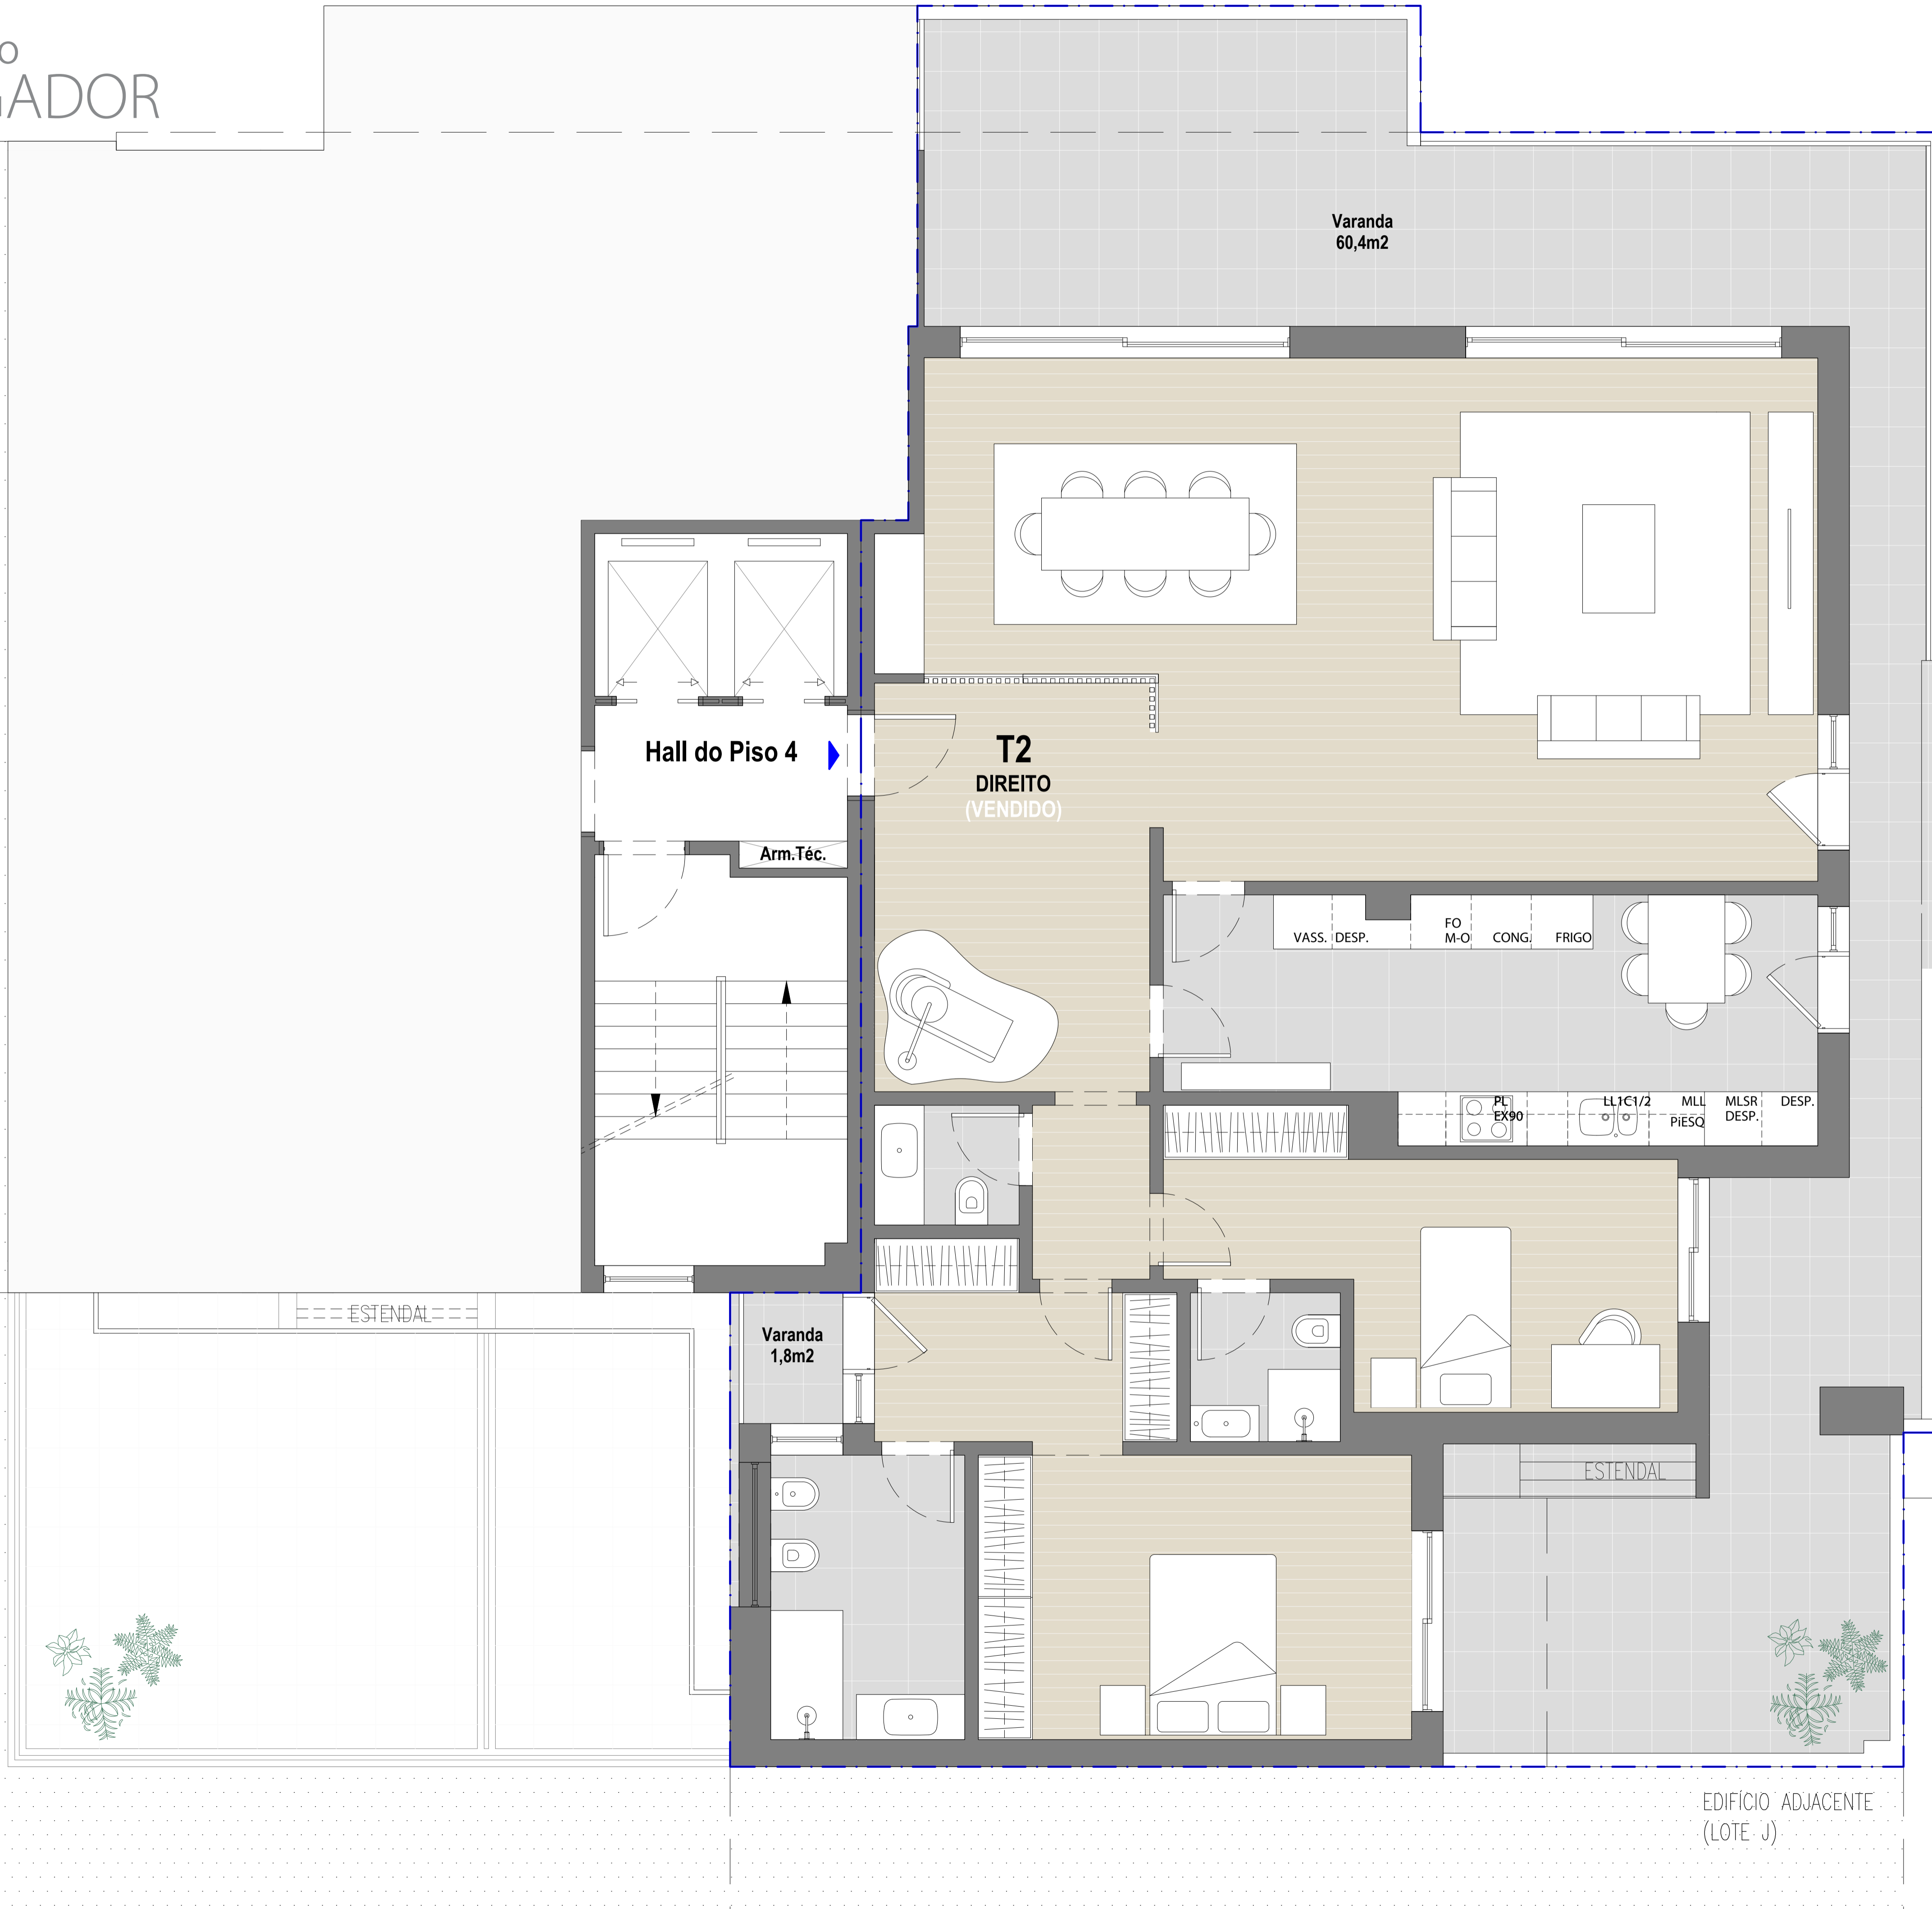 Varanda
60,4m2
Hall do Piso 4
T2
DIREITO
(VENDIDO)
Arm.Téc.
VASS.
DESP.
FO
M-O
CONG.
FRIGO
PL
EX90
LL1C1/2
MLL
PiESQ
MLSR
DESP.
DESP.
ESTENDAL
Varanda
1,8m2
ESTENDAL
EDIFÍCIO ADJACENTE
(LOTE J)